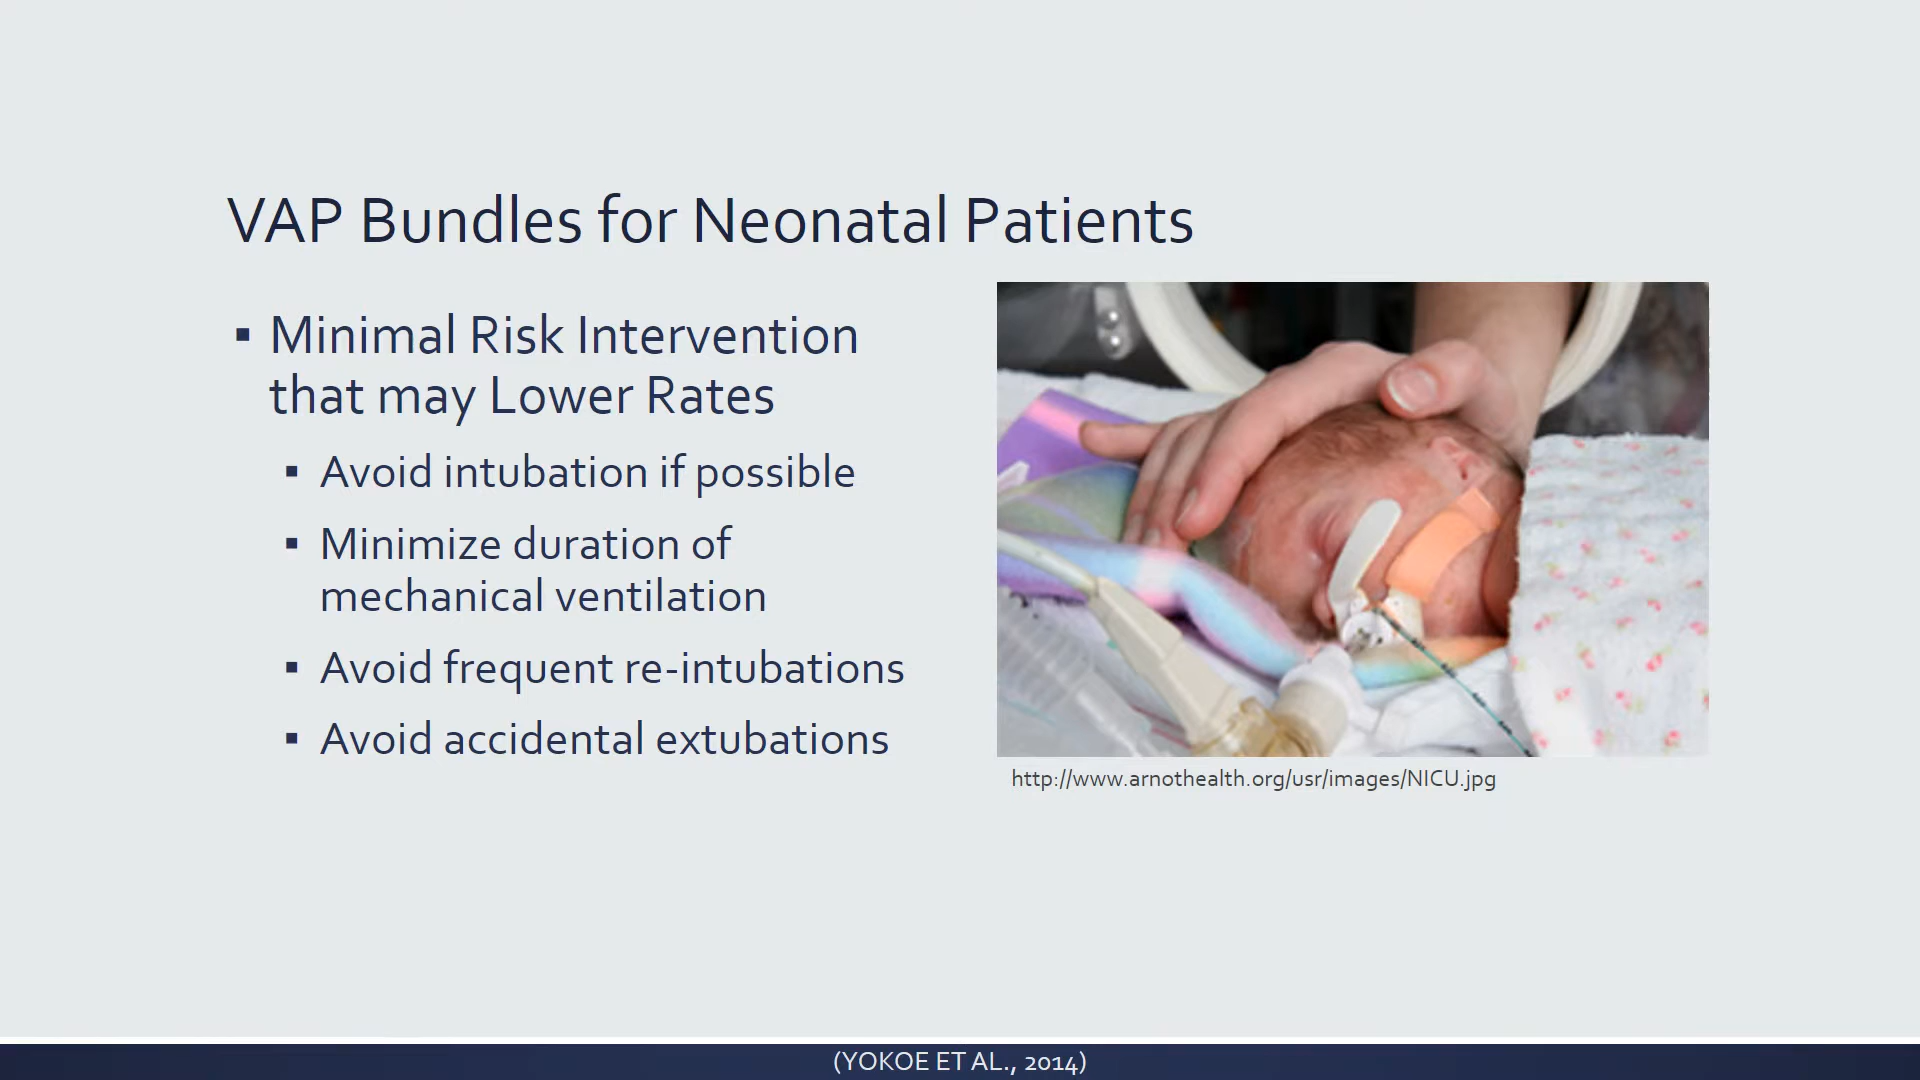 VAP Bundles for Neonatal Patients
▪ Minimal Risk Intervention
that may Lower Rates
▪ Avoid intubation if possible
▪ Minimize duration of
mechanical ventilation
▪ Avoid frequent re-intubations
▪ Avoid accidental extubations
http://www.arnothealth.org/usr/images/NICU.jpg
(YOKOE ET AL., 2014)